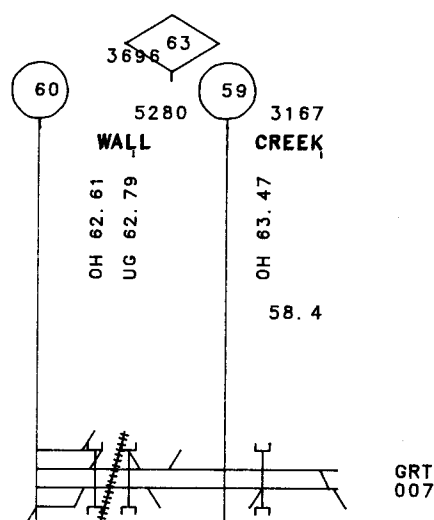 63
3696
60
59
5280
3167
WALL
CREEK
OH 62.61
UG 62.79
OH 63.47
58.4
GRT
007